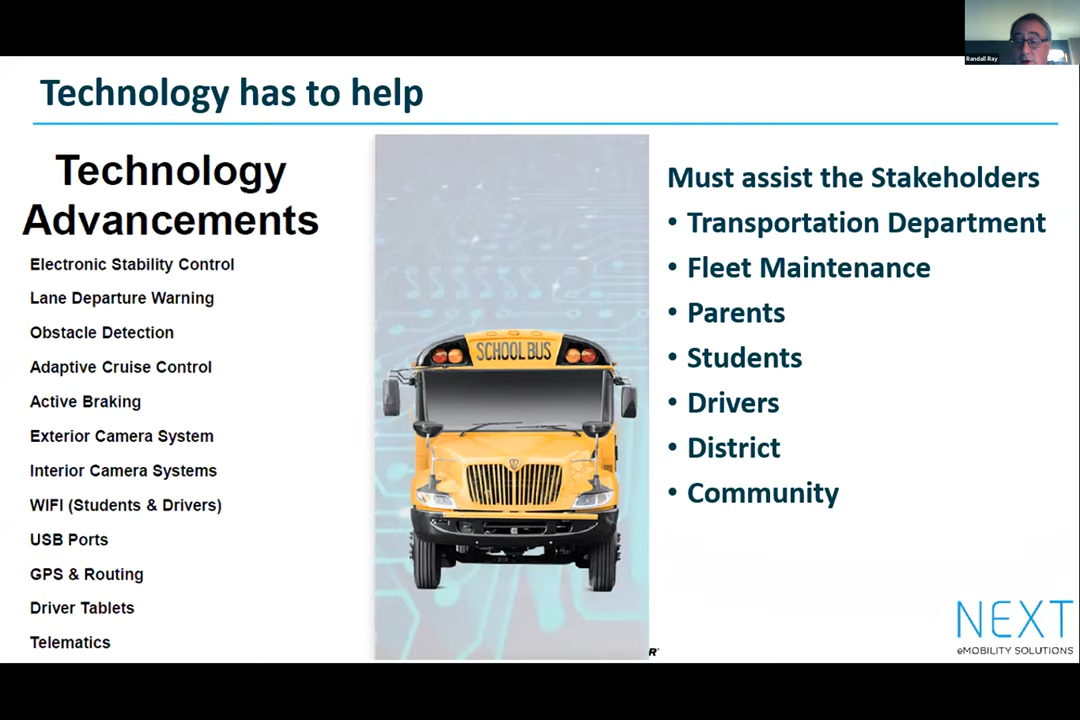 Randall Ray
Technology has to help
Technology
Advancements
Electronic Stability Control
Lane Departure Warning
Obstacle Detection
Adaptive Cruise Control
Active Braking
Exterior Camera System
Interior Camera Systems
WIFI (Students & Drivers)
USB Ports
GPS & Routing
Driver Tablets
Telematics
SCHOOL BUS
Must assist the Stakeholders
• Transportation Department
• Fleet Maintenance
• Parents
• Students
• Drivers
• District
• Community
R®
NEXT
eMOBILITY SOLUTIONS